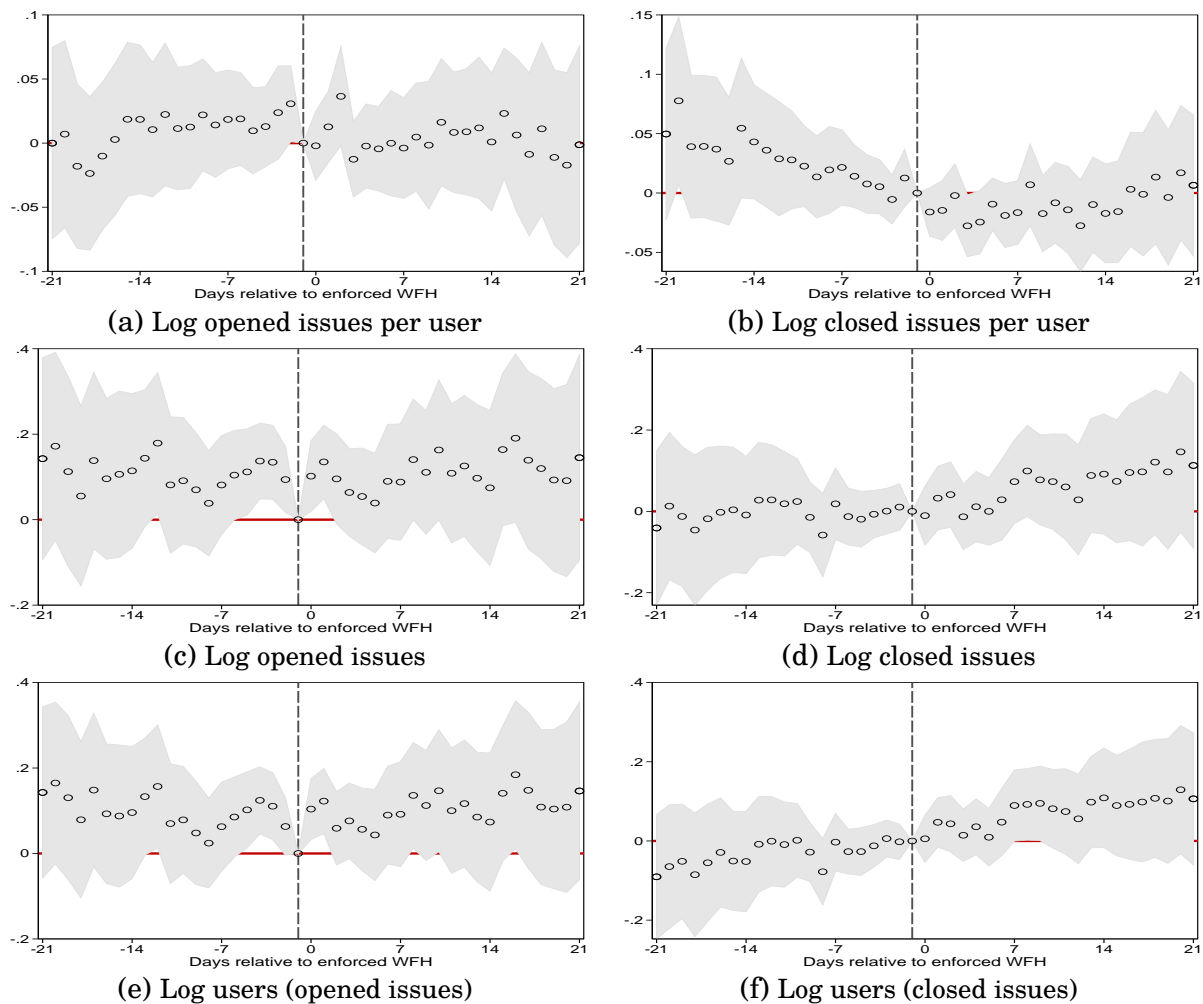 .1
.05
0
-.05
-.1
-21 -14 -7 0 7 14 21
Days relative to enforced WFH
(a) Log opened issues per user
.15
.1
.05
0
-.05
-21 -14 -7 0 7 14 21
Days relative to enforced WFH
(b) Log closed issues per user
.4
.2
0
-.2
-21 -14 -7 0 7 14 21
Days relative to enforced WFH
(c) Log opened issues
.4
.2
0
-.2
-21 -14 -7 0 7 14 21
Days relative to enforced WFH
(d) Log closed issues
.4
.2
0
-.2
-21 -14 -7 0 7 14 21
Days relative to enforced WFH
(e) Log users (opened issues)
.4
.2
0
-.2
-21 -14 -7 0 7 14 21
Days relative to enforced WFH
(f) Log users (closed issues)